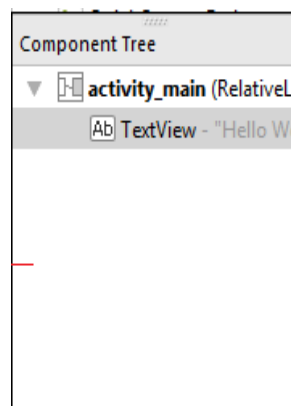 Component Tree
activity_main (RelativeL
Ab TextView - "Hello W